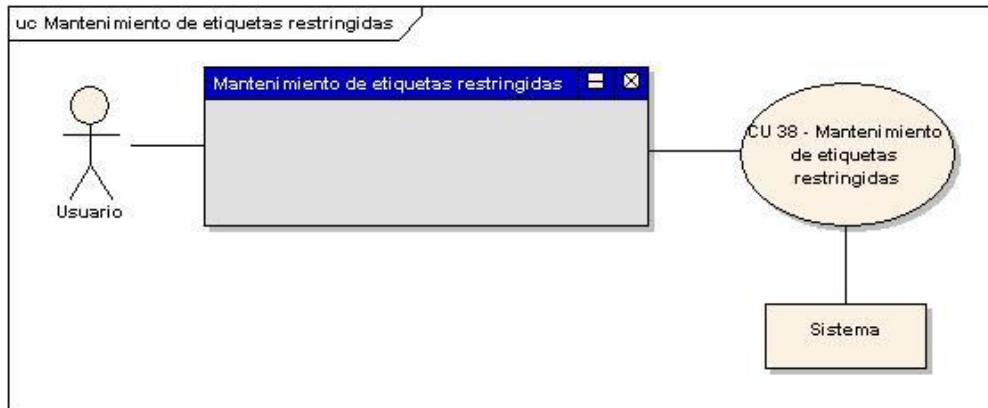 uc Mantenimiento de etiquetas restringidas
Mantenimiento de etiquetas restringidas
Usuario
CU 38 - Mantenimiento
de etiquetas
restringidas
Sistema